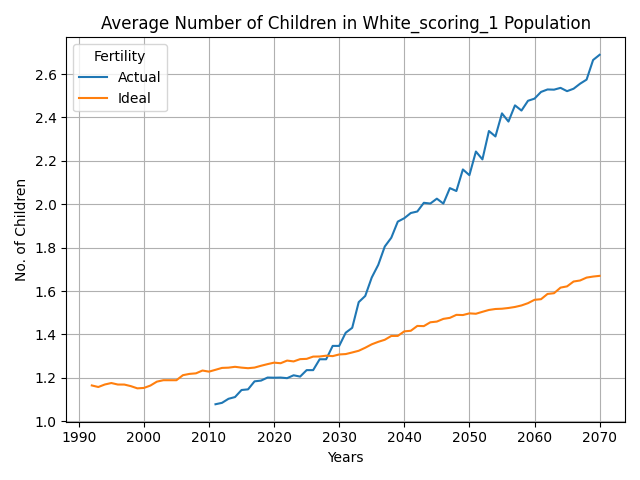 Average Number of Children in White_scoring_1 Population
Fertility
Actual
Ideal
No. of Children
2.6
2.4
2.2
2.0
1.8
1.6
1.4
1.2
1.0
1990 2000 2010 2020 2030 2040 2050 2060 2070
Years